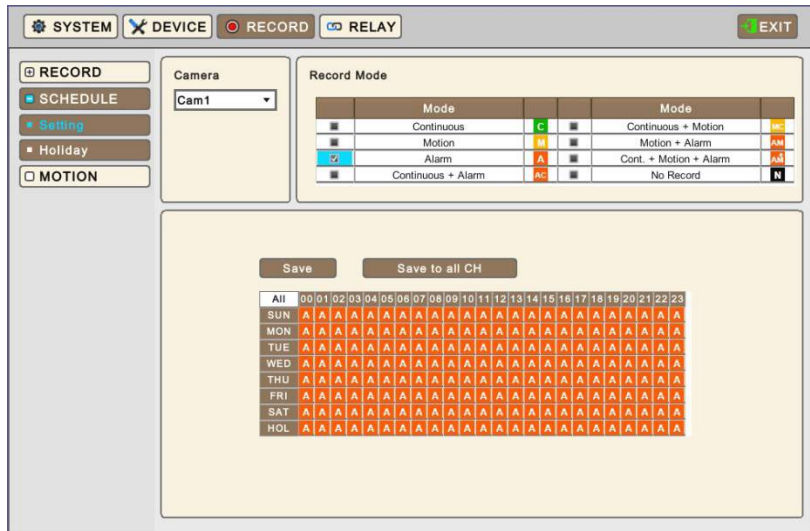 SYSTEM DEVICE RECORD RELAY EXIT
RECORD
SCHEDULE
Setting
Holiday
MOTION
Camera
Cam1
Record Mode
Mode Mode
Continuous C Continuous + Motion MC
Motion M Motion + Alarm AM
Alarm A Cont. + Motion + Alarm AM
Continuous + Alarm AC No Record N
Save Save to all CH
All 00 01 02 03 04 05 06 07 08 09 10 11 12 13 14 15 16 17 18 19 20 21 22 23
SUN A A A A A A A A A A A A A A A A A A A A A A A A
MON A A A A A A A A A A A A A A A A A A A A A A A A
TUE A A A A A A A A A A A A A A A A A A A A A A A A
WED A A A A A A A A A A A A A A A A A A A A A A A A
THU A A A A A A A A A A A A A A A A A A A A A A A A
FRI A A A A A A A A A A A A A A A A A A A A A A A A
SAT A A A A A A A A A A A A A A A A A A A A A A A A
HOL A A A A A A A A A A A A A A A A A A A A A A A A